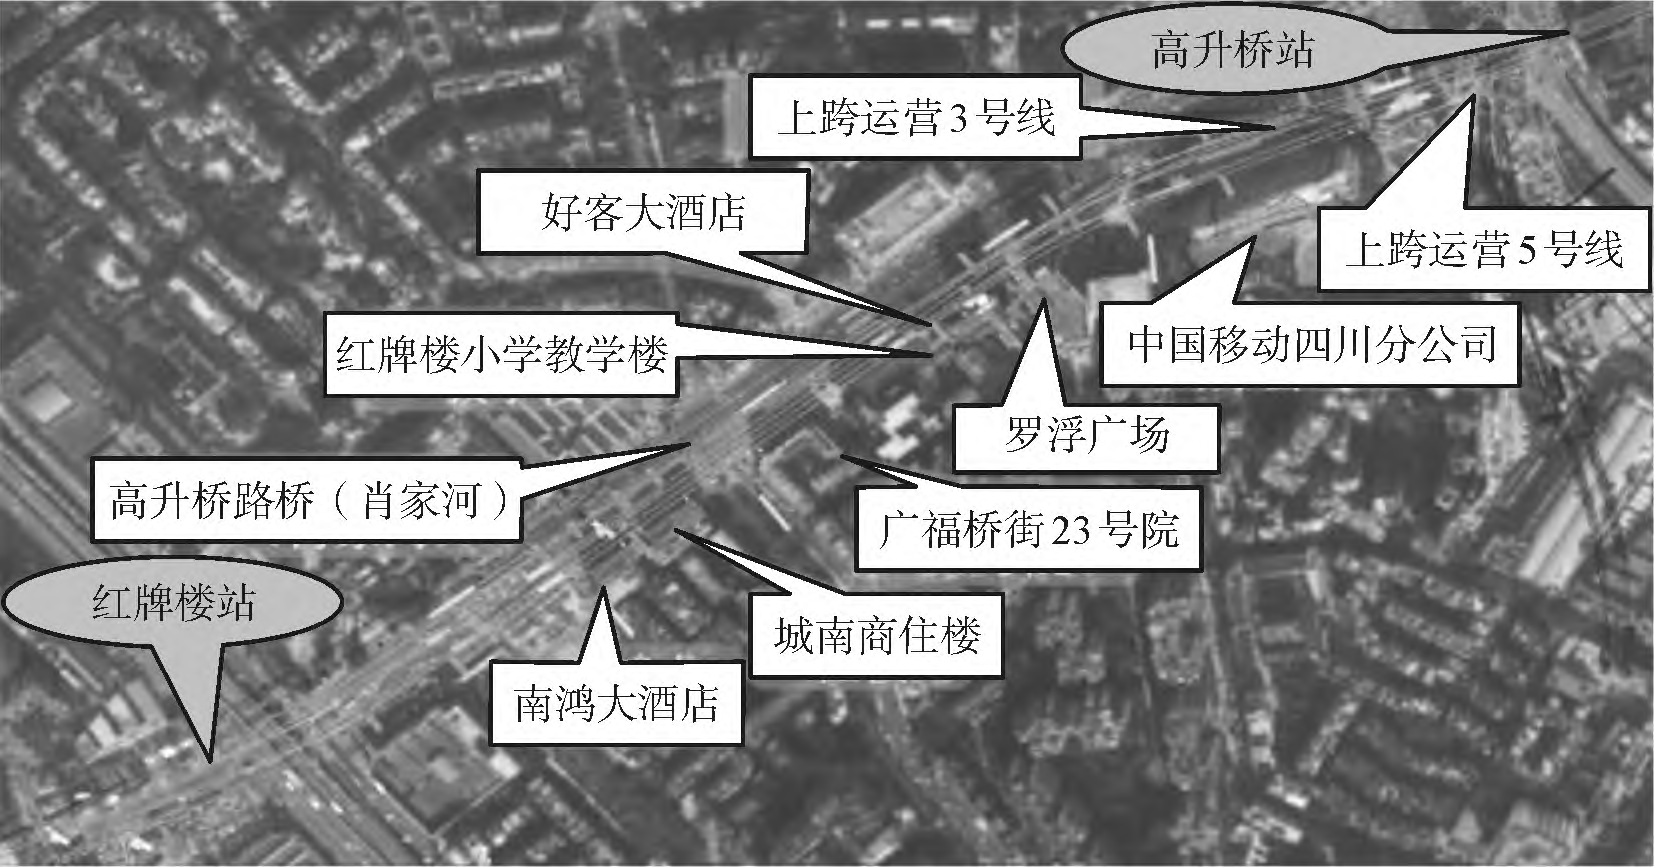 高升桥站
上跨运营3号线
好客大酒店
上跨运营5号线
红牌楼小学教学楼
中国移动四川分公司
罗浮广场
高升桥路桥（肖家河）
广福桥街23号院
红牌楼站
城南商住楼
南鸿大酒店